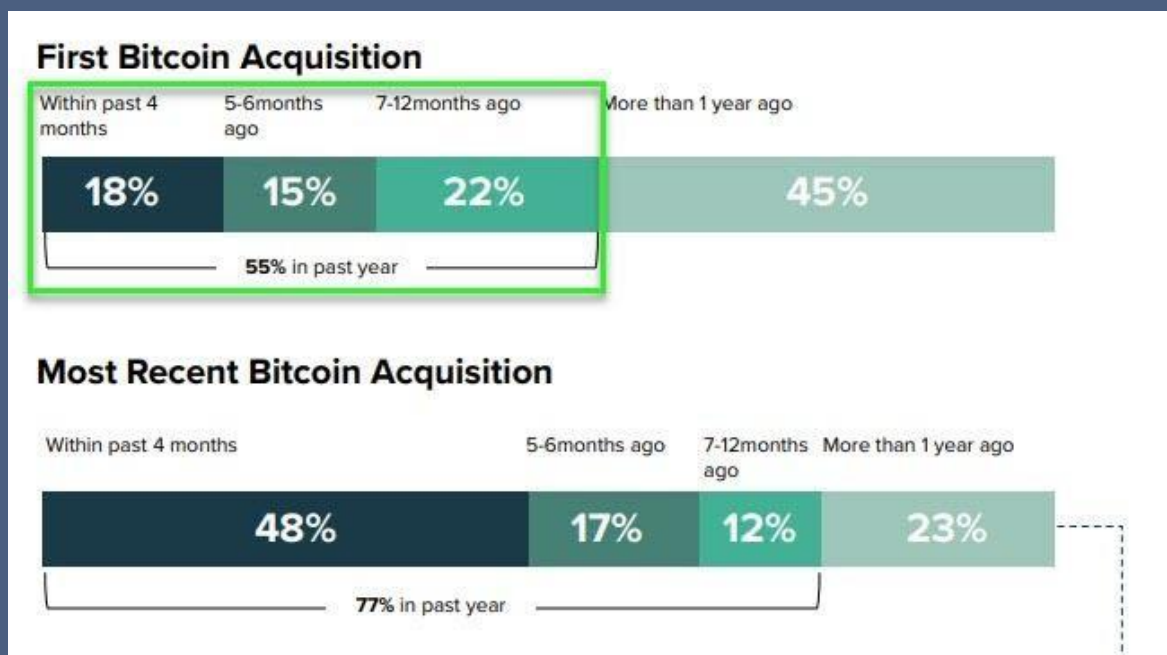 First Bitcoin Acquisition
Within past 4
months
5-6months
ago
7-12months ago
More than 1 year ago
18%
15%
22%
45%
55% in past year
Most Recent Bitcoin Acquisition
Within past 4 months
5-6months ago
7-12months
ago
More than 1 year ago
48%
17%
12%
23%
77% in past year